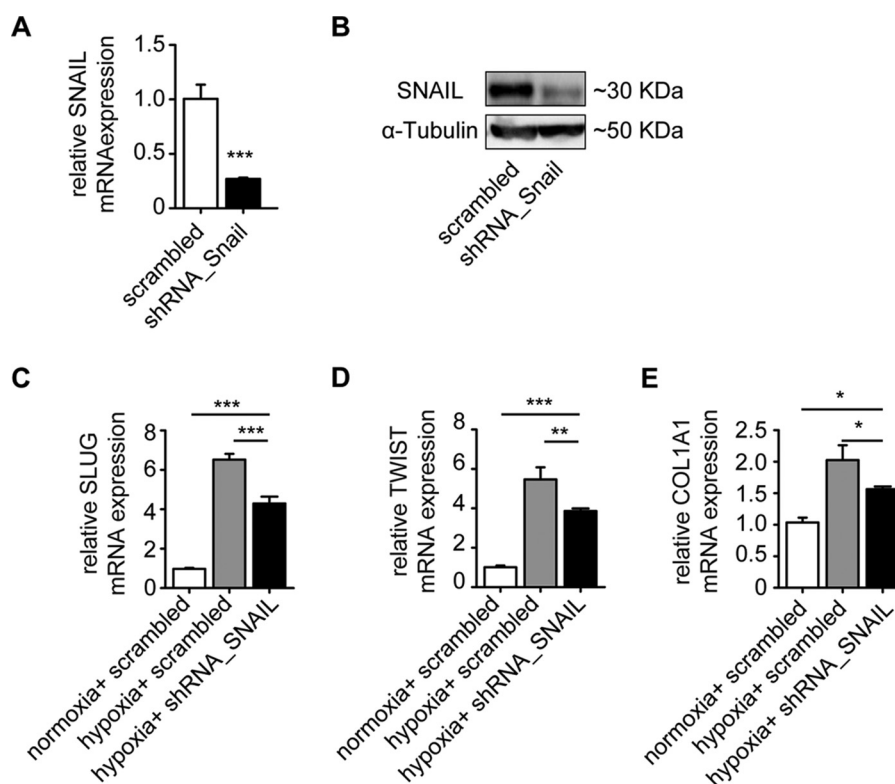 A
relative SNAIL
mRNAexpression
1.5
1.0
0.5
0
***
scrambled
shRNA_Snail
B
SNAIL
~30 KDa
α-Tubulin
~50 KDa
scrambled
shRNA_Snail
C
relative SLUG
mRNA expression
8
6
4
2
0
***
***
normoxia+ scrambled
hypoxia+ scrambled
hypoxia+ shRNA_SNAIL
D
relative TWIST
mRNA expression
8
6
4
2
0
***
**
normoxia+ scrambled
hypoxia+ scrambled
hypoxia+ shRNA_SNAIL
E
relative COL1A1
mRNA expression
2.5
2.0
1.5
1.0
0.5
0
*
*
normoxia+ scrambled
hypoxia+ scrambled
hypoxia+ shRNA_SNAIL